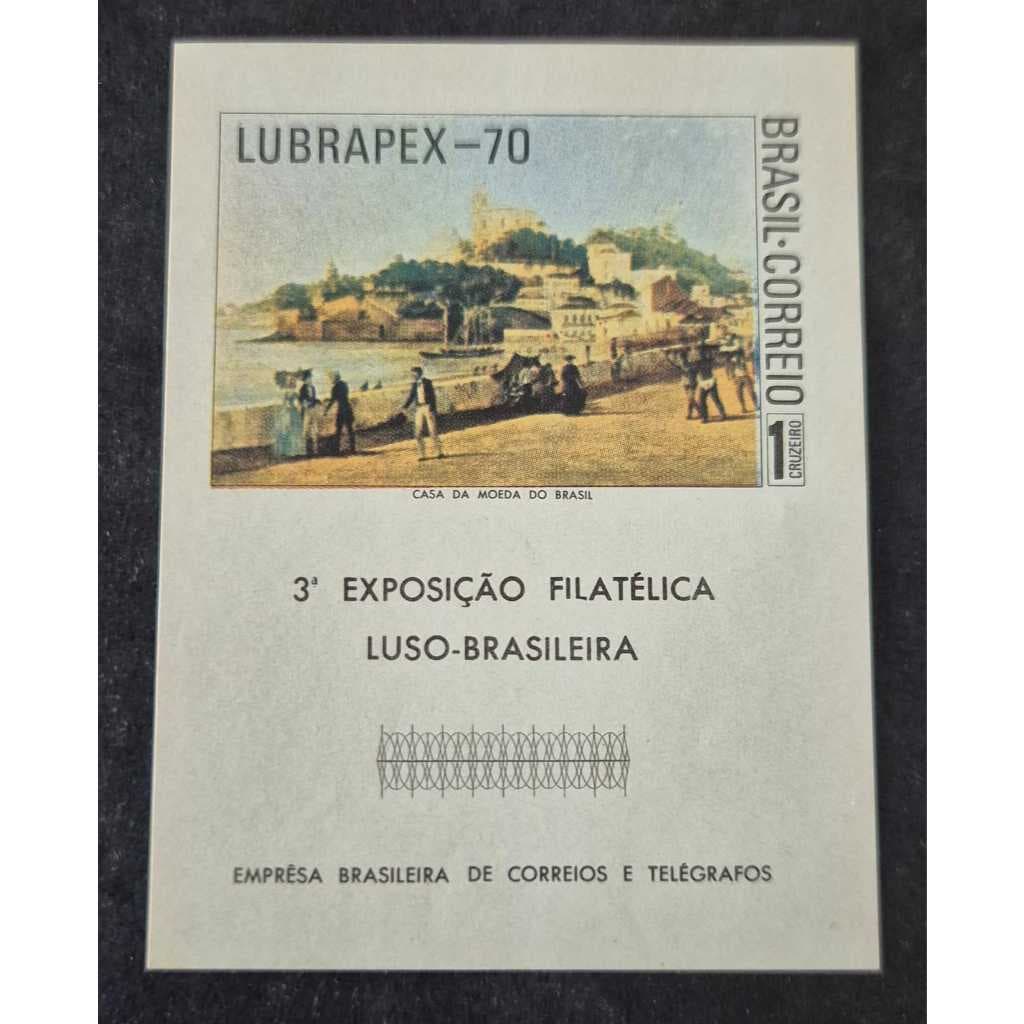 LUBRAPEX-70
BRASIL·CORREIO
1
CRUZEIRO
CASA DA MOEDA DO BRASIL
3ª EXPOSIÇÃO FILATÉLICA
LUSO-BRASILEIRA
EMPRÊSA BRASILEIRA DE CORREIOS E TELÉGRAFOS